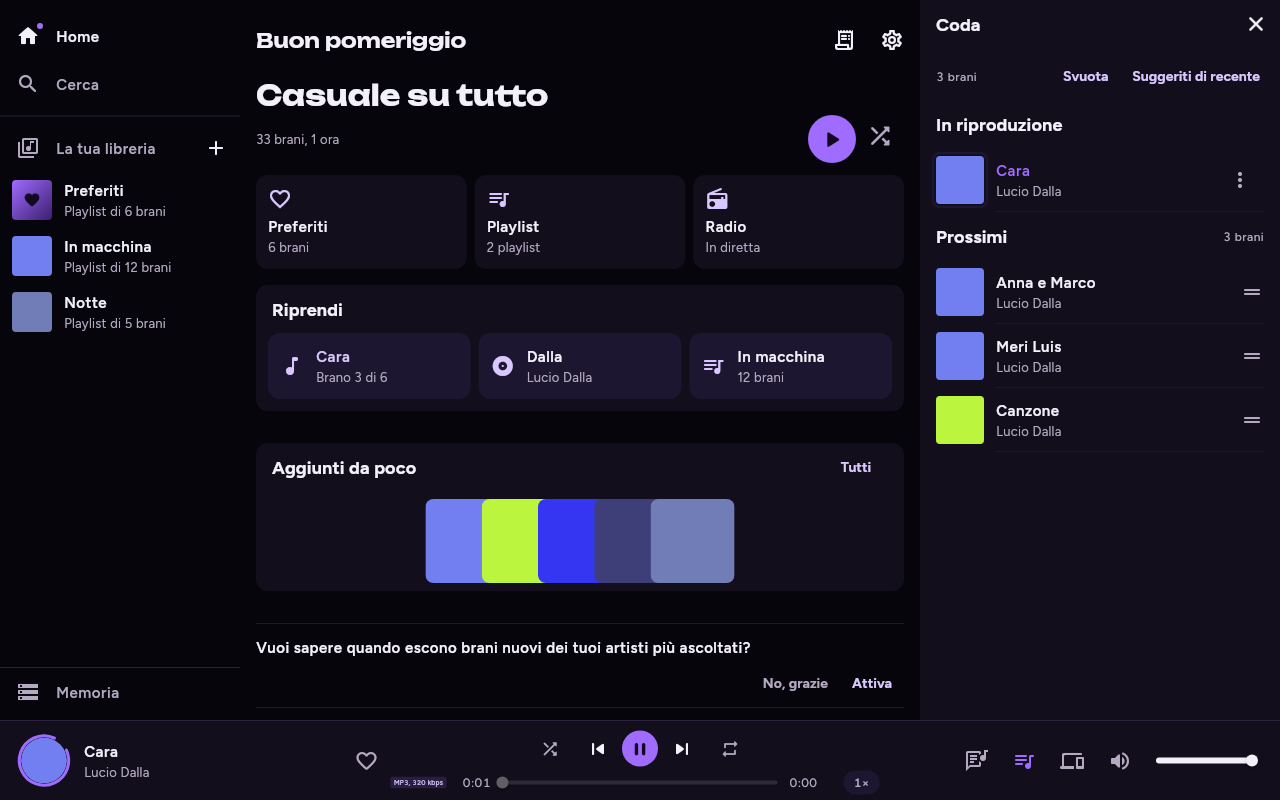 Home
Cerca
La tua libreria
Preferiti
Playlist di 6 brani
In macchina
Playlist di 12 brani
Notte
Playlist di 5 brani
Memoria
Buon pomeriggio
Casuale su tutto
33 brani, 1 ora
Preferiti
6 brani
Playlist
2 playlist
Radio
In diretta
Riprendi
Cara
Brano 3 di 6
Dalla
Lucio Dalla
In macchina
12 brani
Aggiunti da poco
Tutti
Vuoi sapere quando escono brani nuovi dei tuoi artisti più ascoltati?
No, grazie
Attiva
Coda
3 brani
Svuota
Suggeriti di recente
In riproduzione
Cara
Lucio Dalla
Prossimi
3 brani
Anna e Marco
Lucio Dalla
Meri Luis
Lucio Dalla
Canzone
Lucio Dalla
Cara
Lucio Dalla
MP3, 320 kbps
0:01
0:00
1×